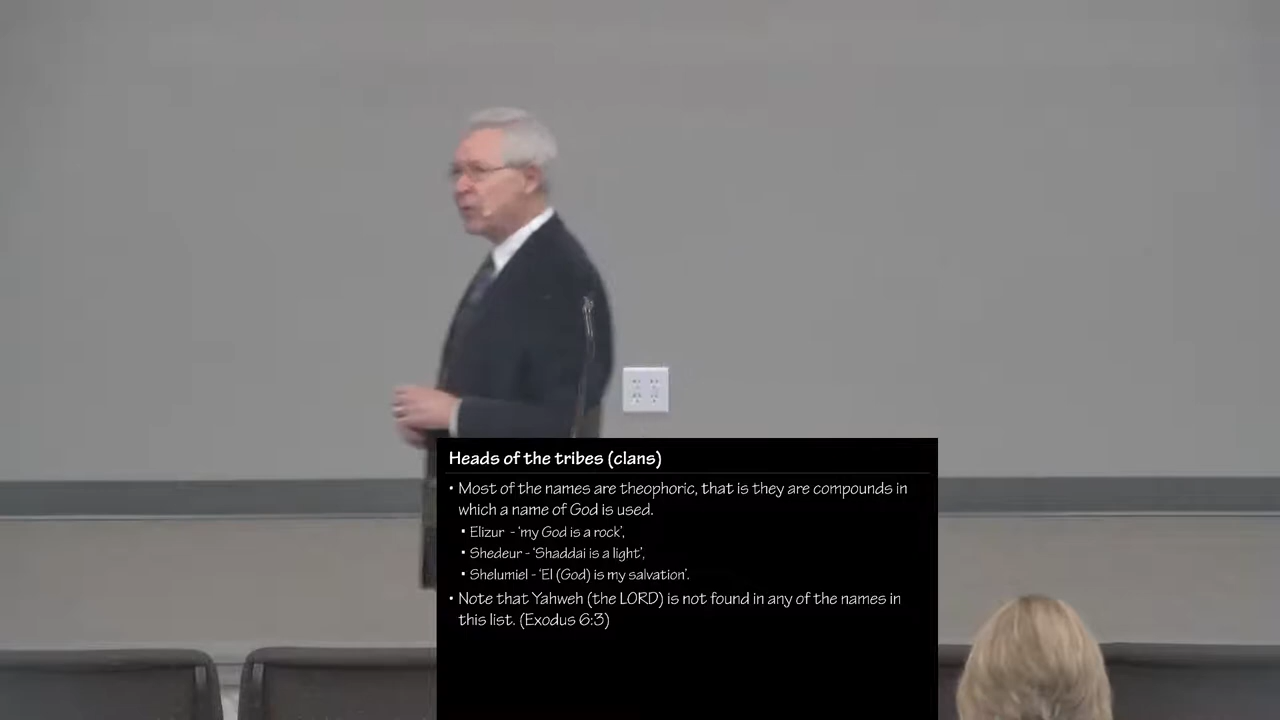 Heads of the tribes (clans)
• Most of the names are theophoric, that is they are compounds in
which a name of God is used.
• Elizur - ‘my God is a rock’,
• Shedeur - ‘Shaddai is a light’,
• Shelumiel - ‘El (God) is my salvation’.
• Note that Yahweh (the LORD) is not found in any of the names in
this list. (Exodus 6:3)